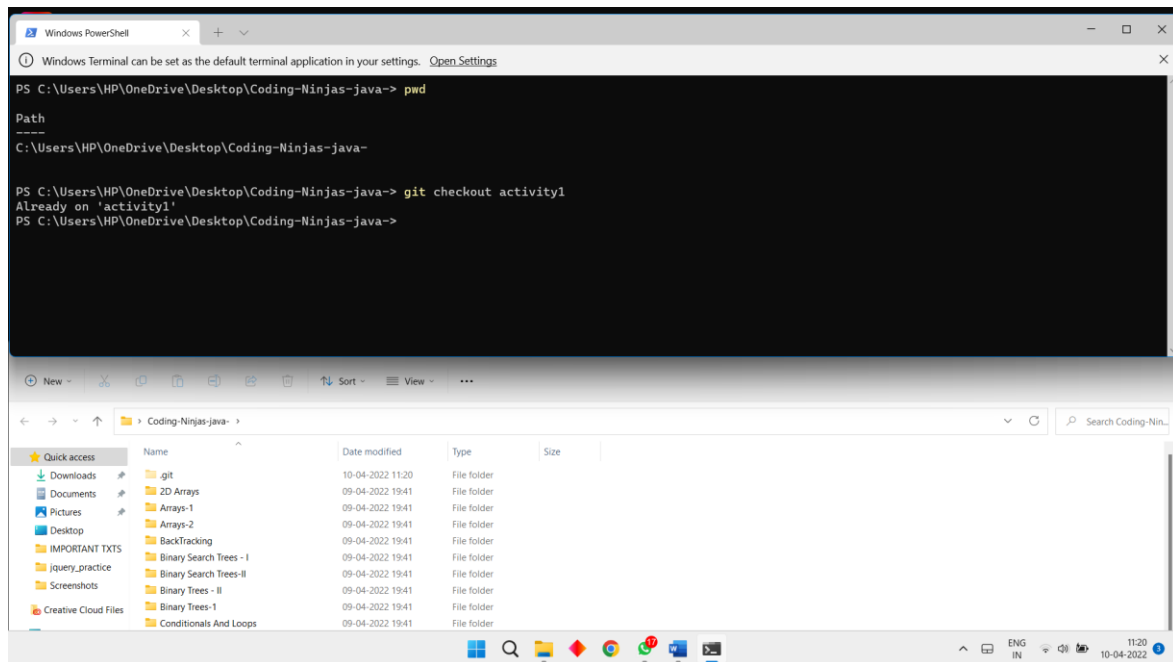 Windows PowerShell
Windows Terminal can be set as the default terminal application in your settings. Open Settings
PS C:\Users\HP\OneDrive\Desktop\Coding-Ninjas-java-> pwd
Path
----
C:\Users\HP\OneDrive\Desktop\Coding-Ninjas-java-
PS C:\Users\HP\OneDrive\Desktop\Coding-Ninjas-java-> git checkout activity1
Already on 'activity1'
PS C:\Users\HP\OneDrive\Desktop\Coding-Ninjas-java->
New Sort View ...
Coding-Ninjas-java- Search Coding-Nin...
Name Date modified Type Size
Quick access
Downloads
Documents
Pictures
Desktop
IMPORTANT TXTS
jquery_practice
Screenshots
Creative Cloud Files
.git 10-04-2022 11:20 File folder
2D Arrays 09-04-2022 19:41 File folder
Arrays-1 09-04-2022 19:41 File folder
Arrays-2 09-04-2022 19:41 File folder
BackTracking 09-04-2022 19:41 File folder
Binary Search Trees - I 09-04-2022 19:41 File folder
Binary Search Trees-II 09-04-2022 19:41 File folder
Binary Trees - II 09-04-2022 19:41 File folder
Binary Trees-1 09-04-2022 19:41 File folder
Conditionals And Loops 09-04-2022 19:41 File folder
17
ENG 11:20
IN 10-04-2022 3